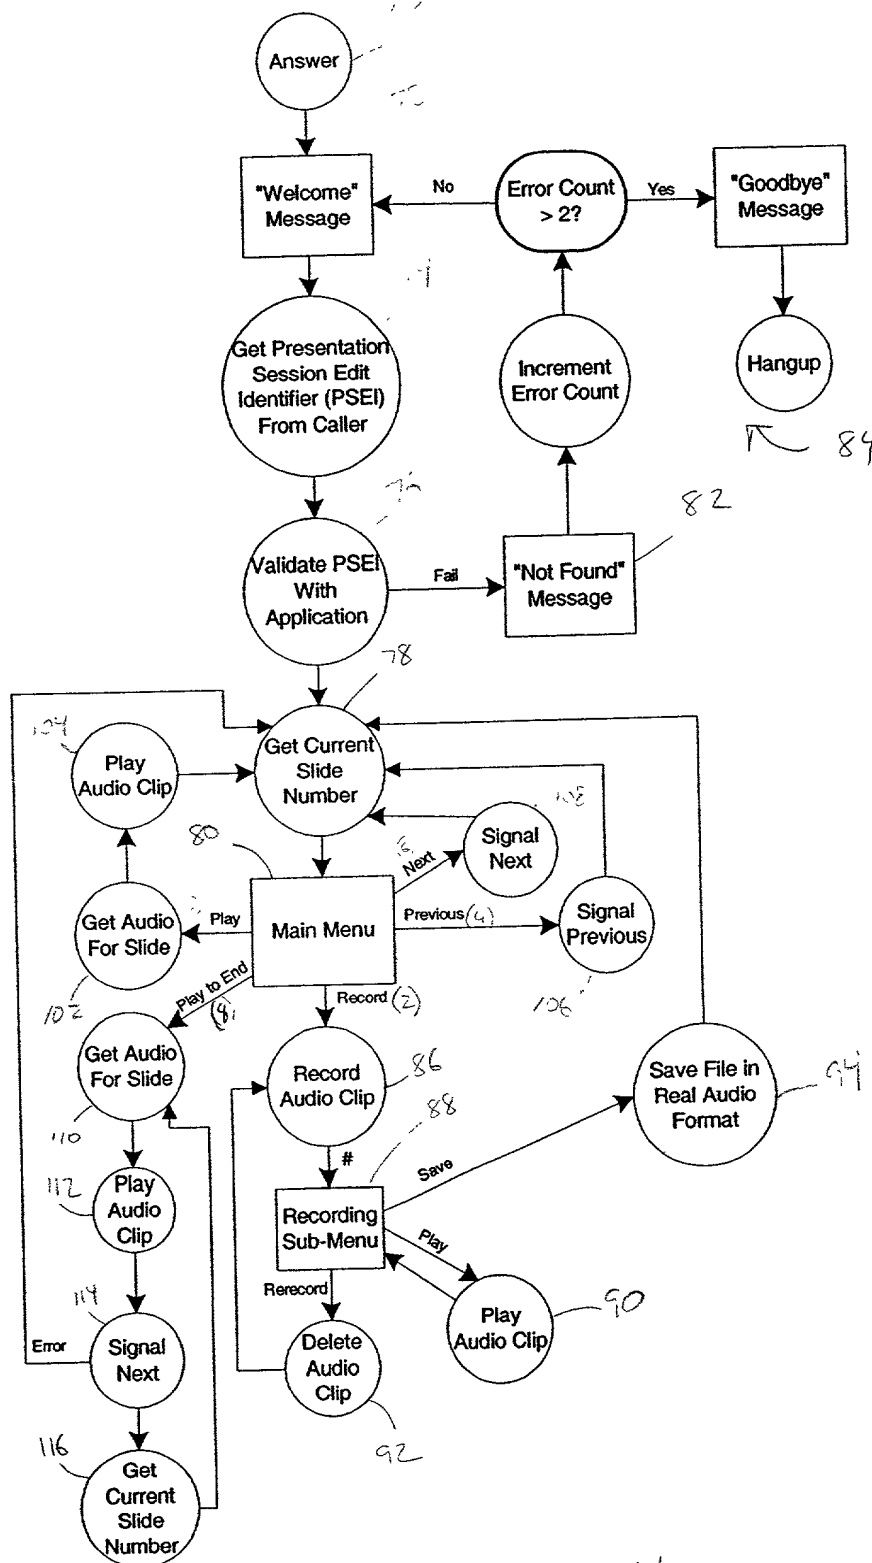 Answer
"Welcome"
Message
No
Error Count
> 2?
Yes
"Goodbye"
Message
Get Presentation
Session Edit
Identifier (PSEI)
From Caller
Increment
Error Count
Hangup
84
82
Validate PSEI
With
Application
Fail
"Not Found"
Message
78
104
Play
Audio Clip
Get Current
Slide
Number
108
80
Signal
Next
Next
Get Audio
For Slide
Play
Main Menu
Previous (4)
Signal
Previous
102
Play to End
(8)
Record (2)
106
Get Audio
For Slide
Record
Audio Clip
86
Save File in
Real Audio
Format
94
110
88
#
112
Play
Audio
Clip
Save
Recording
Sub-Menu
Play
114
Rerecord
90
Error
Signal
Next
Delete
Audio
Clip
Play
Audio Clip
92
116
Get
Current
Slide
Number